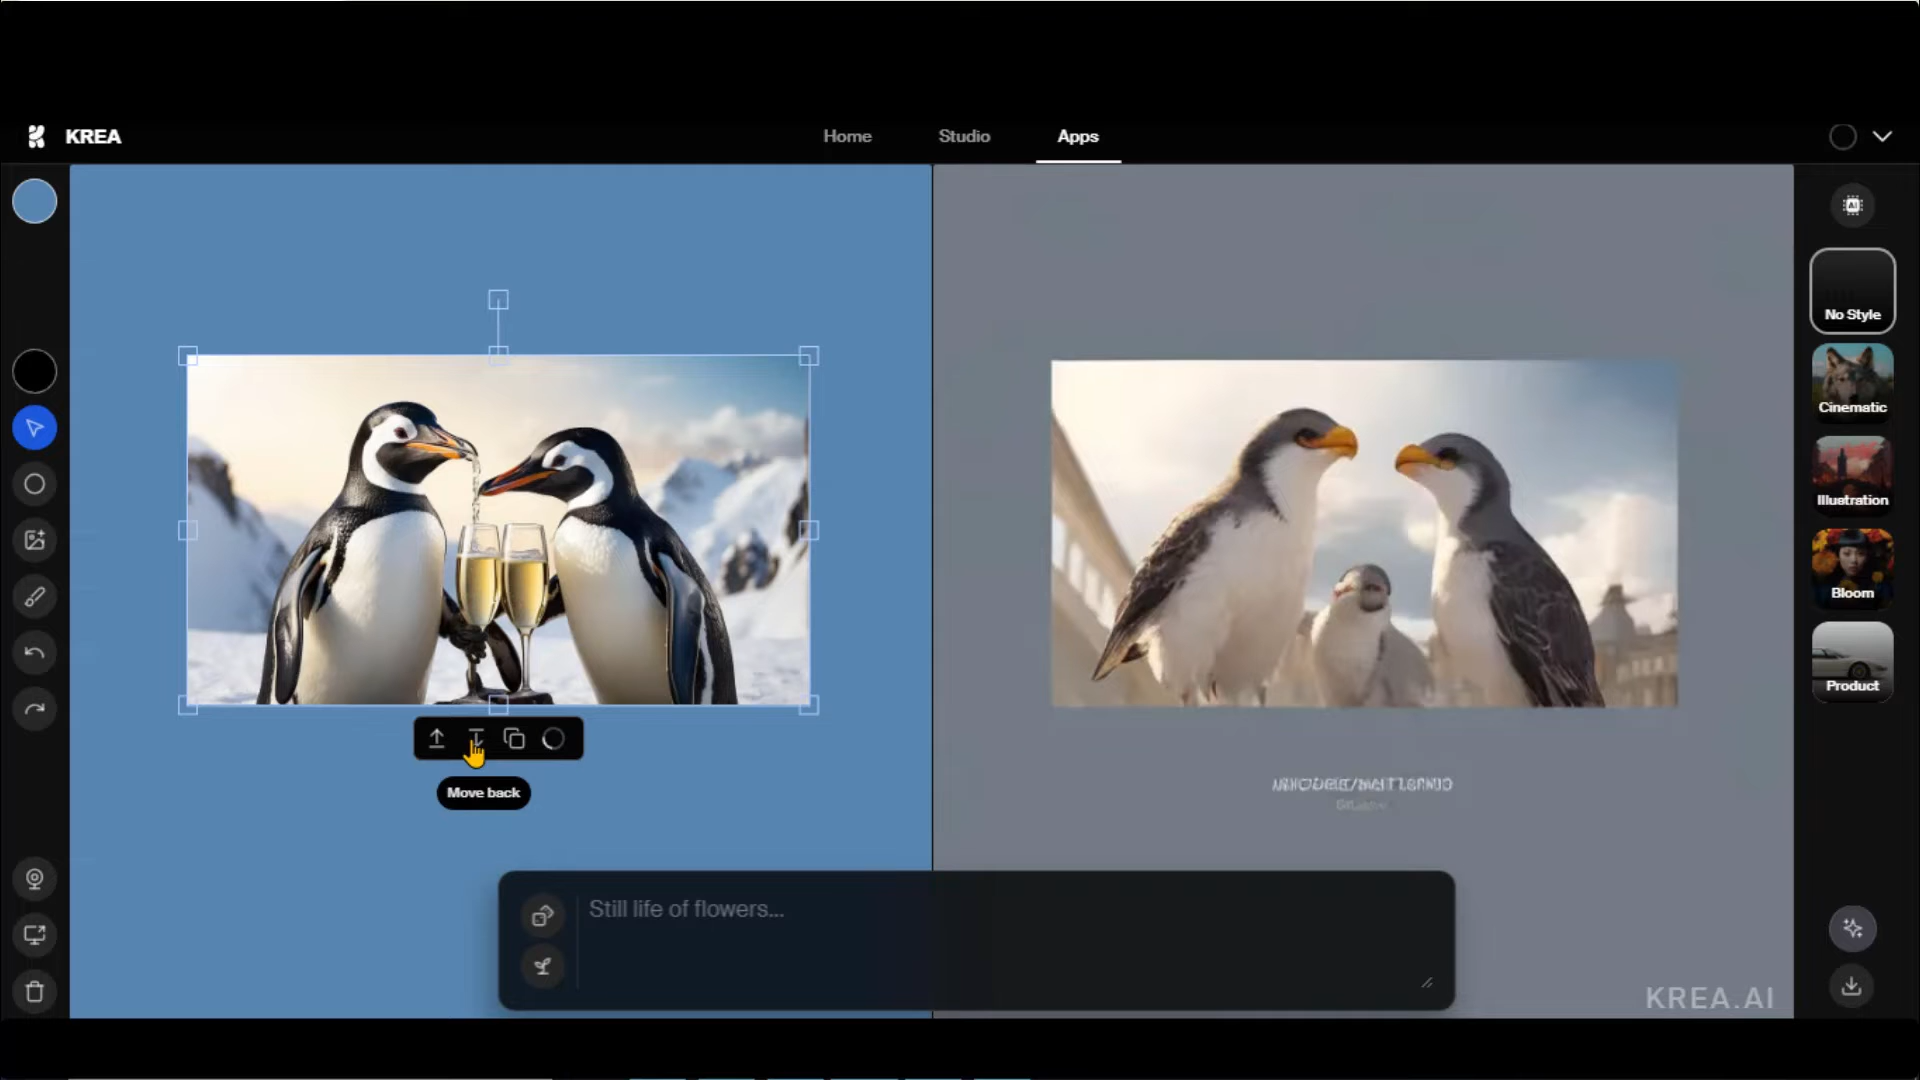 KREA
Home
Studio
Apps
No Style
Cinematic
Illustration
Bloom
Product
Move back
Still life of flowers...
KREA.AI